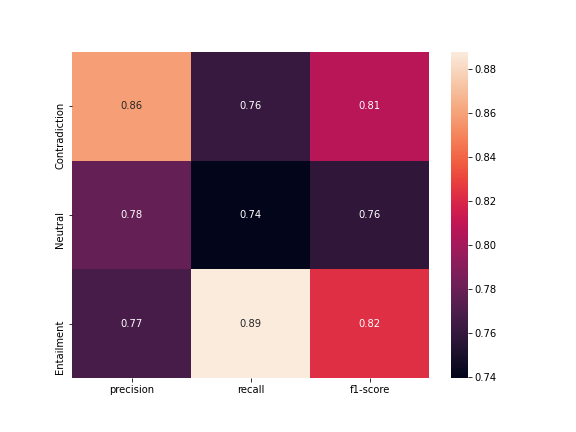 Contradiction 0.86 0.76 0.81
Neutral 0.78 0.74 0.76
Entailment 0.77 0.89 0.82
precision recall f1-score
0.88
0.86
0.84
0.82
0.80
0.78
0.76
0.74